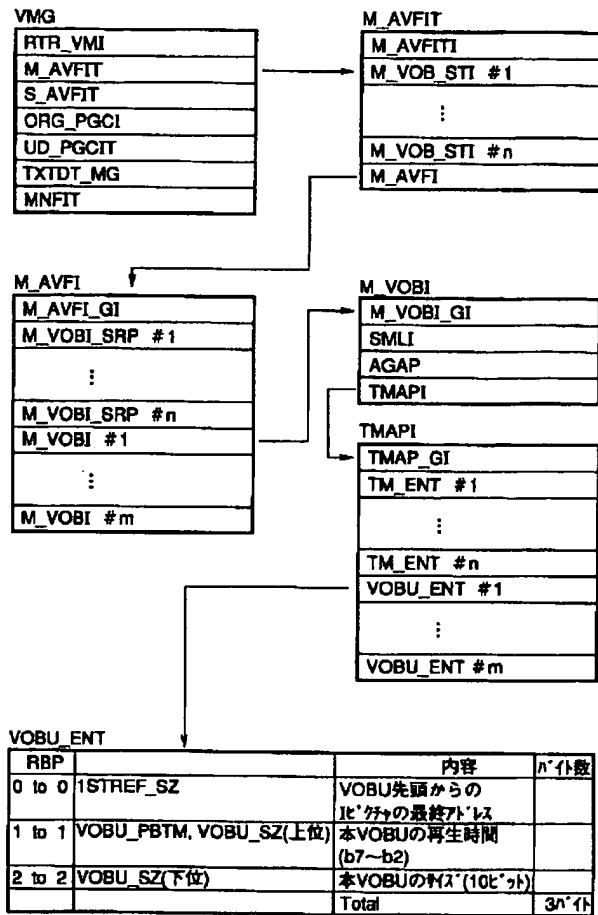 VMG
RTR_VMI
M_AVFIT
S_AVFIT
ORG_PGCI
UD_PGCIT
TXTDT_MG
MNFIT
M_AVFIT
M_AVFITI
M_VOB_STI #1
⋮
M_VOB_STI #n
M_AVFI
M_AVFI
M_AVFI_GI
M_VOBI_SRP #1
⋮
M_VOBI_SRP #n
M_VOBI #1
⋮
M_VOBI #m
M_VOBI
M_VOBI_GI
SMLI
AGAP
TMAPI
TMAPI
TMAP_GI
TM_ENT #1
⋮
TM_ENT #n
VOBU_ENT #1
⋮
VOBU_ENT #m
VOBU_ENT
RBP 内容 ﾊﾞｲﾄ数
0 to 0 1STREF_SZ VOBU先頭からの
Iﾋﾟｸﾁｬの最終ｱﾄﾞﾚｽ
1 to 1 VOBU_PBTM, VOBU_SZ(上位) 本VOBUの再生時間
(b7～b2)
2 to 2 VOBU_SZ(下位) 本VOBUのｻｲｽﾞ(10ﾋﾞｯﾄ)
Total 3ﾊﾞｲﾄ